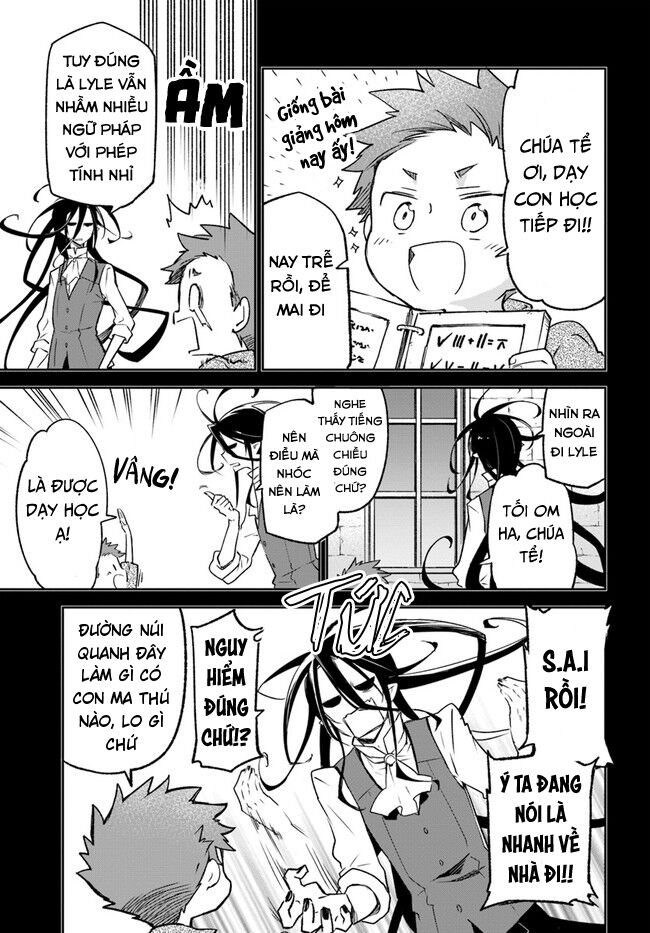 CHÚA TỂ
ƠI, DẠY
CON HỌC
TIẾP ĐI!!
Giống bài
giảng hôm
nay ấy!
NAY TRỄ
RỒI, ĐỂ
MAI ĐI
ẦM
TUY ĐÚNG
LÀ LYLE VẪN
NHẦM NHIỀU
NGỮ PHÁP
VỚI PHÉP
TÍNH NHỈ
NHÌN RA
NGOÀI
ĐI LYLE
TỐI OM
HA, CHÚA
TỂ!
NGHE
THẤY TIẾNG
CHUÔNG CHIỀU
ĐÚNG
CHỨ?
NÊN
ĐIỀU MÀ
NHÓC
NÊN LÀM
LÀ?
VÂNG!
LÀ ĐƯỢC
DẠY HỌC
Ạ!
S.A.I
RỒI!
Ý TA ĐANG
NÓI LÀ
NHANH VỀ
NHÀ ĐI!!
TỨC
NGUY
HIỂM
ĐÚNG
CHỨ!?
ĐƯỜNG NÚI
QUANH ĐÂY
LÀM GÌ CÓ
CON MA THÚ
NÀO, LO GÌ
CHỨ